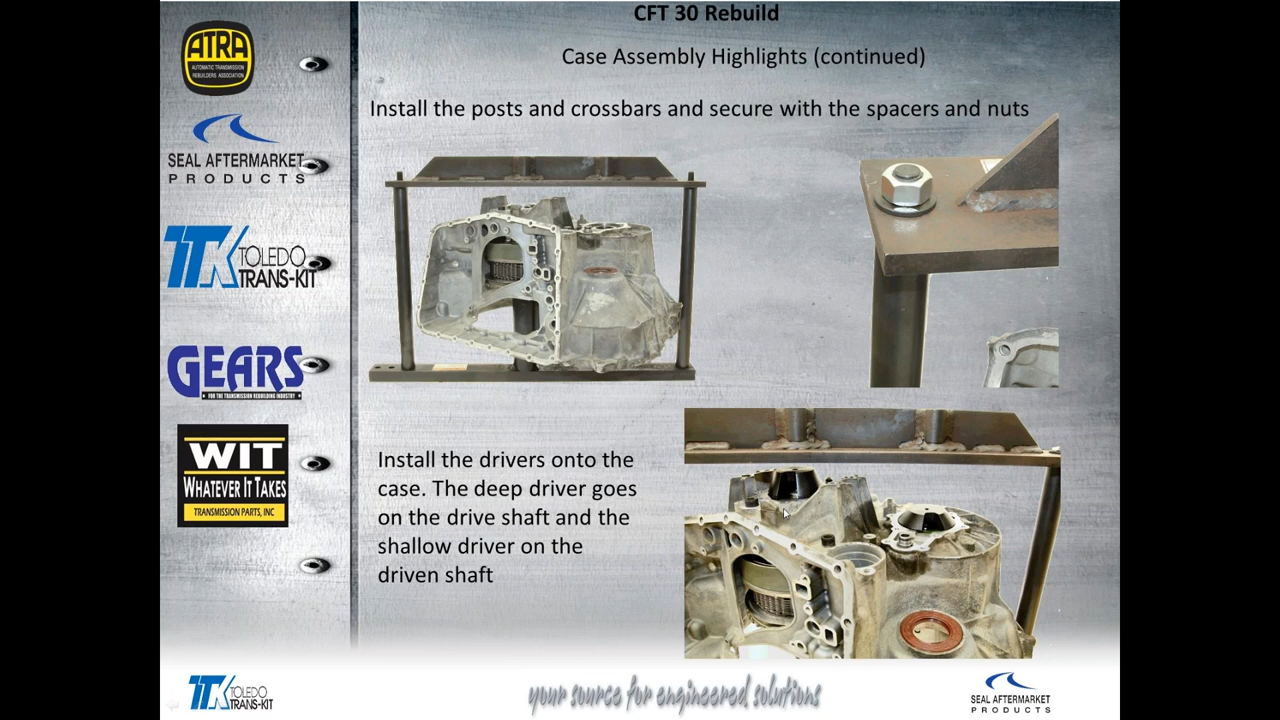 CFT 30 Rebuild
Case Assembly Highlights (continued)
Install the posts and crossbars and secure with the spacers and nuts
ATRA
AUTOMATIC TRANSMISSION
REBUILDERS ASSOCIATION
SEAL AFTERMARKET
PRODUCTS
TTK TOLEDO
TRANS-KIT
GEARS
FOR THE TRANSMISSION REBUILDING INDUSTRY
WIT
WHATEVER IT TAKES
TRANSMISSION PARTS, INC
Install the drivers onto the
case. The deep driver goes
on the drive shaft and the
shallow driver on the
driven shaft
TTK TOLEDO
TRANS-KIT
your source for engineered solutions
SEAL AFTERMARKET
PRODUCTS